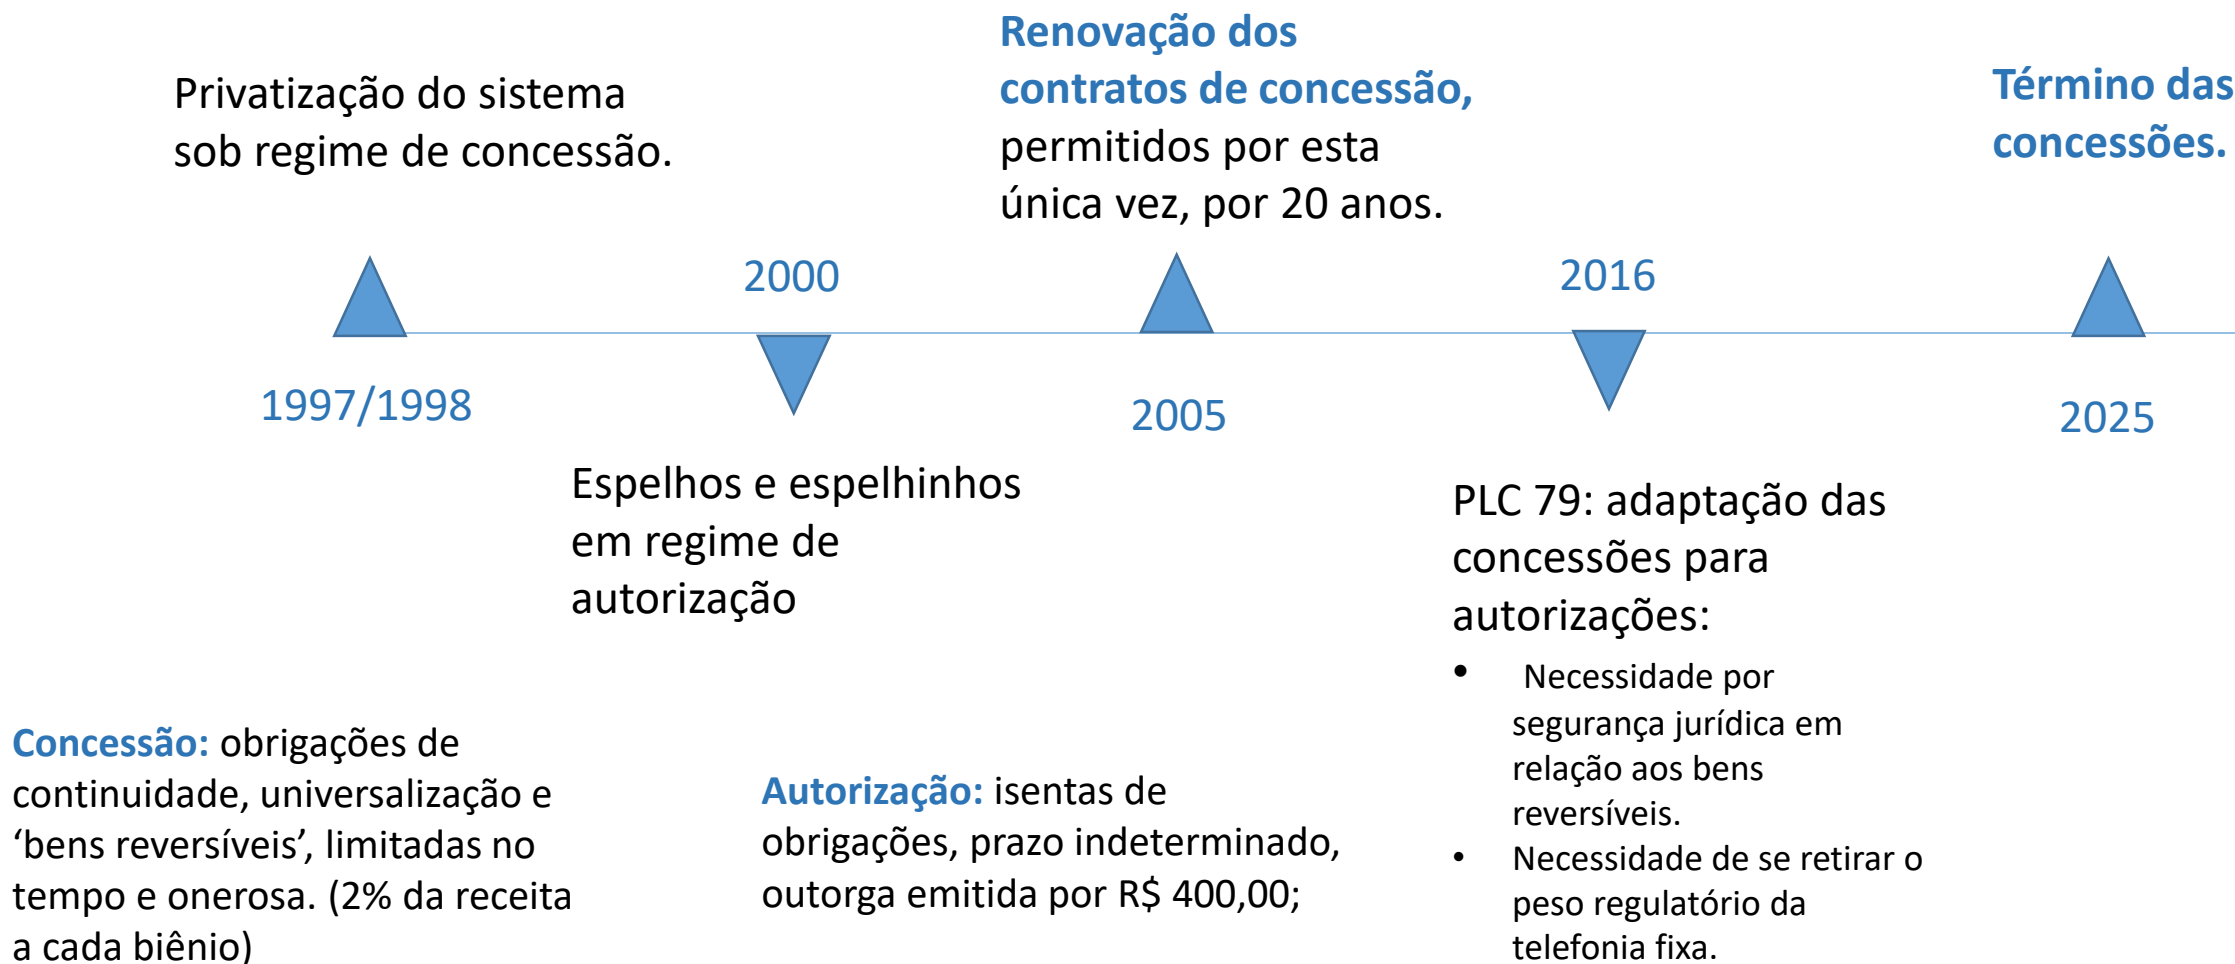 Privatização do sistema
sob regime de concessão.
1997/1998
2000
Espelhos e espelhinhos
em regime de
autorização
Renovação dos
contratos de concessão,
permitidos por esta
única vez, por 20 anos.
2005
2016
PLC 79: adaptação das
concessões para
autorizações:
• Necessidade por
segurança jurídica em
relação aos bens
reversíveis.
• Necessidade de se retirar o
peso regulatório da
telefonia fixa.
Término das
concessões.
2025
Concessão: obrigações de
continuidade, universalização e
‘bens reversíveis’, limitadas no
tempo e onerosa. (2% da receita
a cada biênio)
Autorização: isentas de
obrigações, prazo indeterminado,
outorga emitida por R$ 400,00;